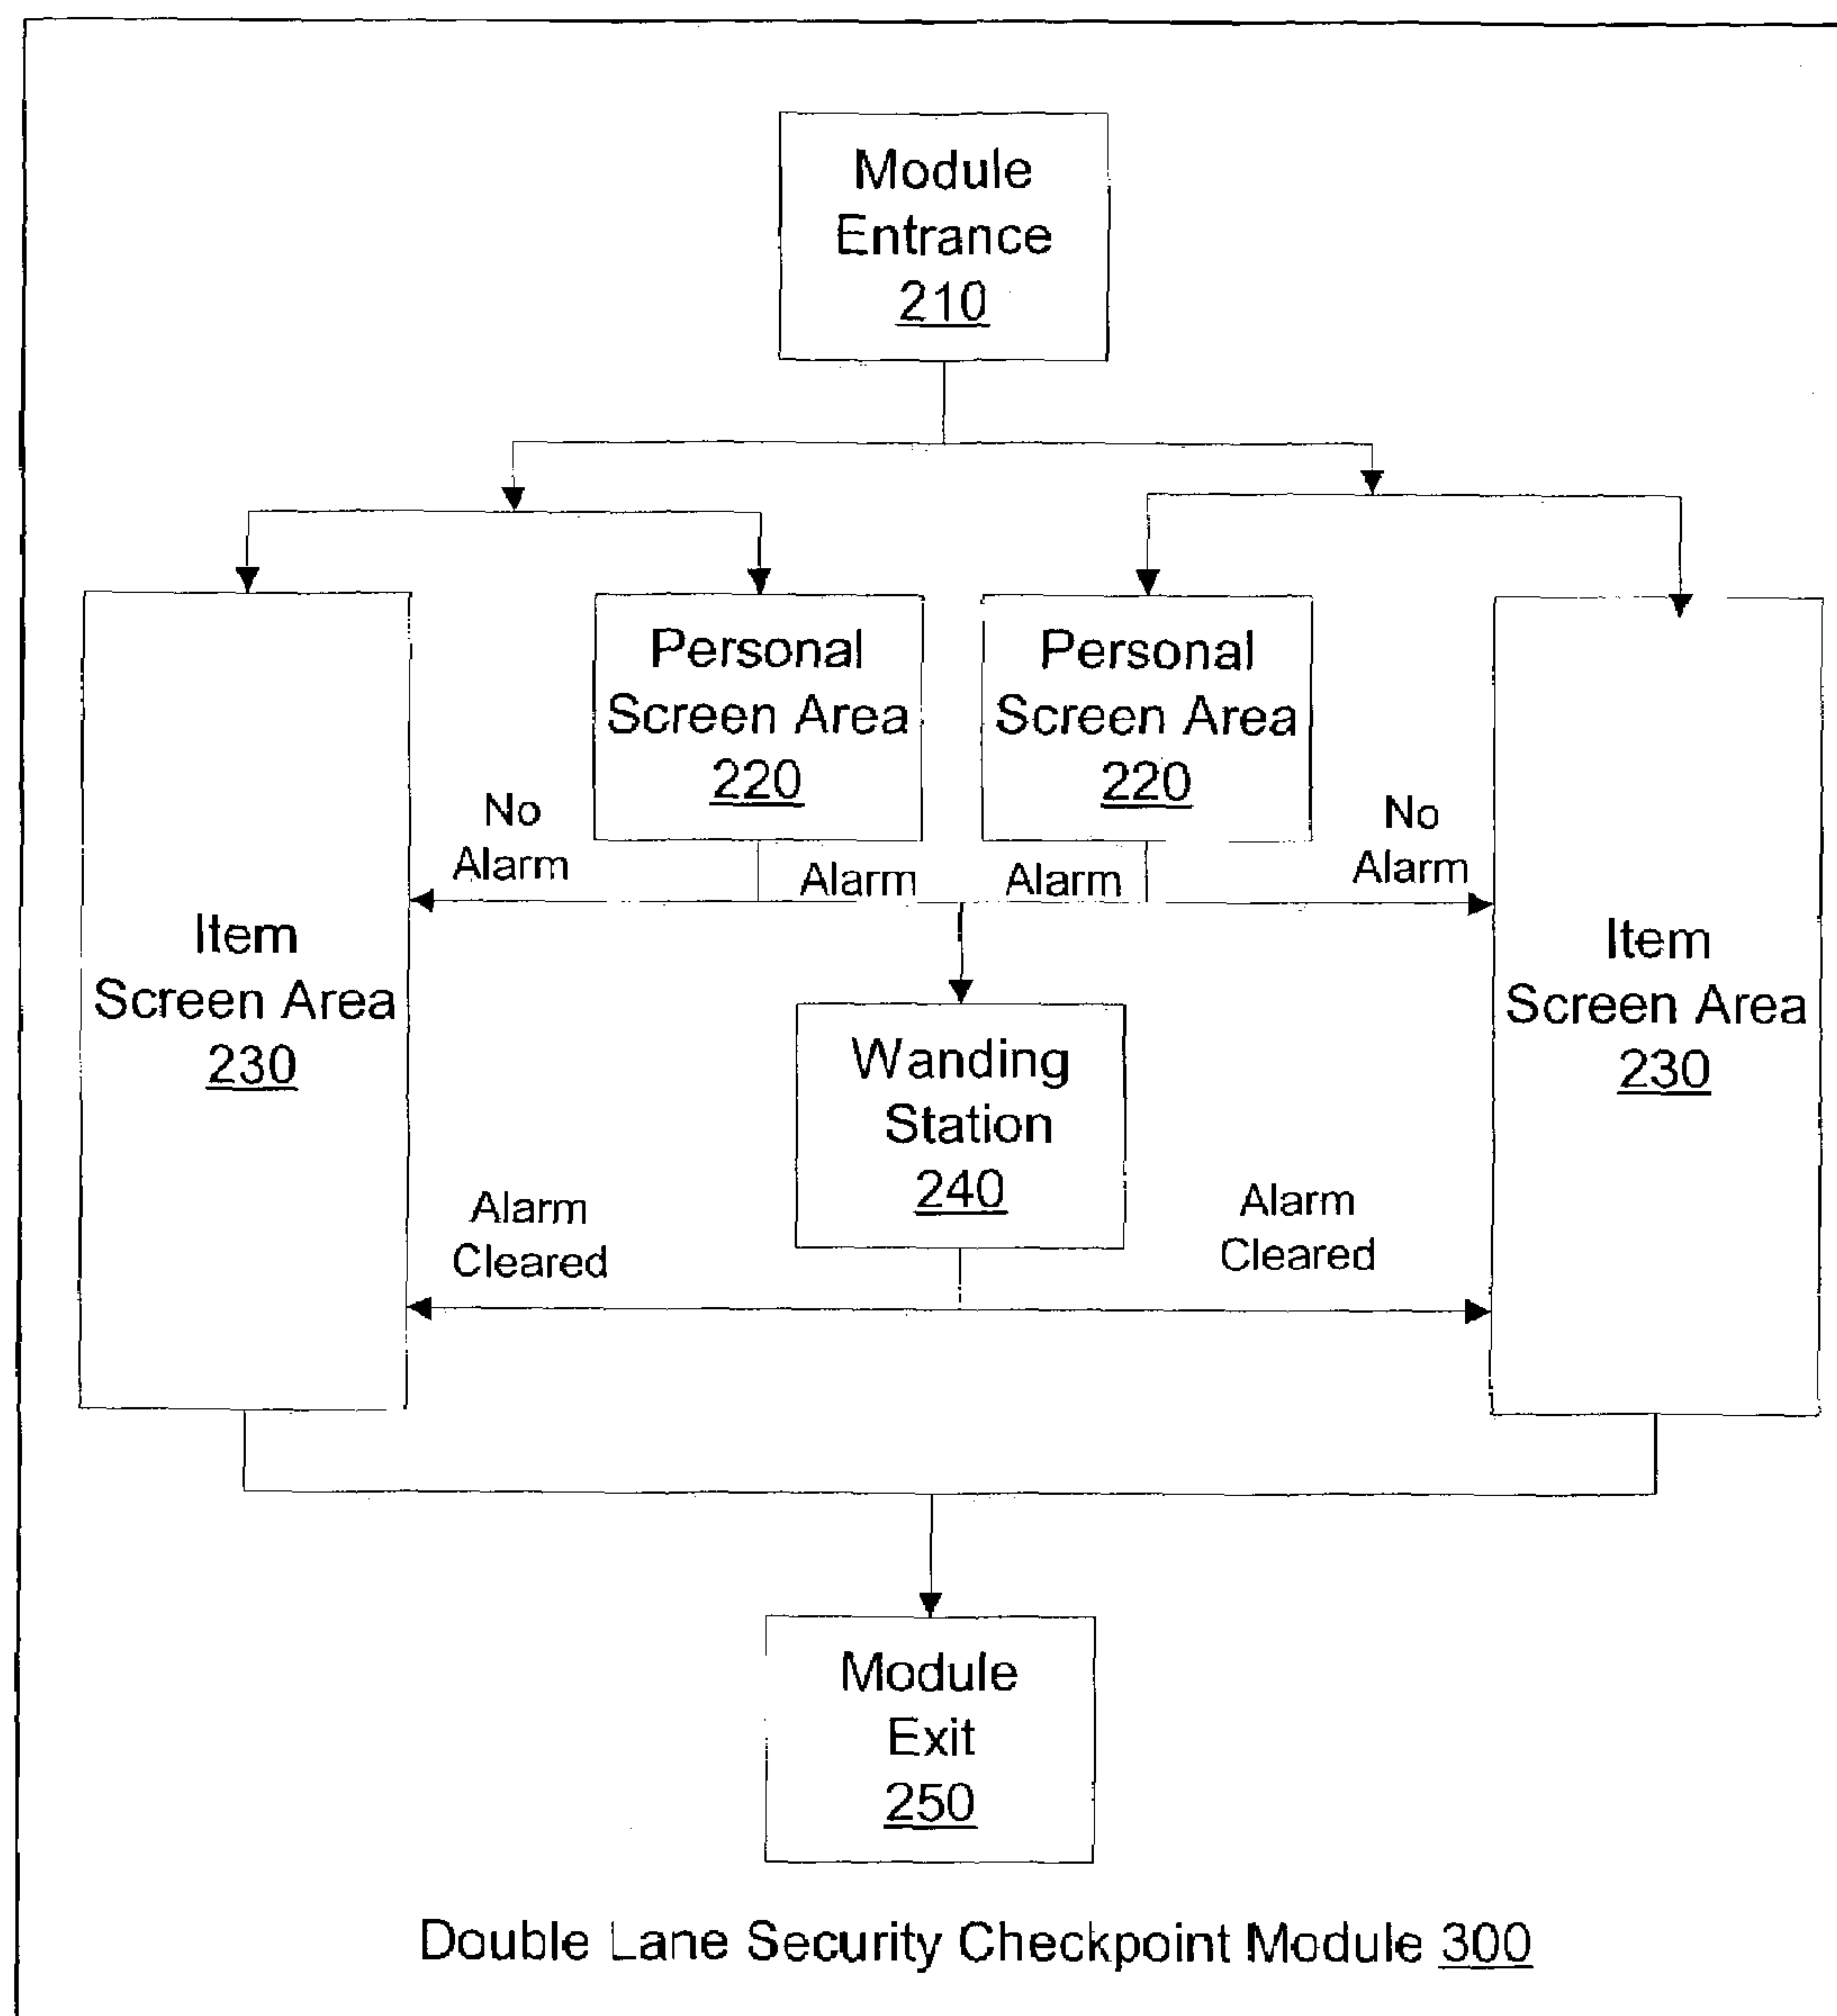 Module
Entrance
210
Personal
Screen Area
220
Personal
Screen Area
220
No
Alarm
Alarm
Alarm
No
Alarm
Item
Screen Area
230
Item
Screen Area
230
Wanding
Station
240
Alarm
Cleared
Alarm
Cleared
Module
Exit
250
Double Lane Security Checkpoint Module 300